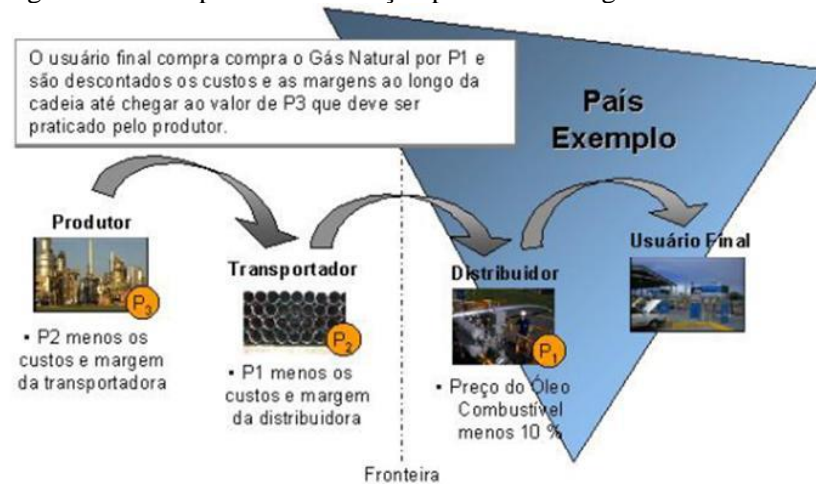 O usuário final compra compra o Gás Natural por P1 e
são descontados os custos e as margens ao longo da
cadeia até chegar ao valor de P3 que deve ser
praticado pelo produtor.
País
Exemplo
Produtor
P3
• P2 menos os
custos e margem
da transportadora
Transportador
P2
• P1 menos os
custos e margem
da distribuidora
Distribuidor
P1
• Preço do Óleo
Combustível
menos 10 %
Usuário Final
Fronteira